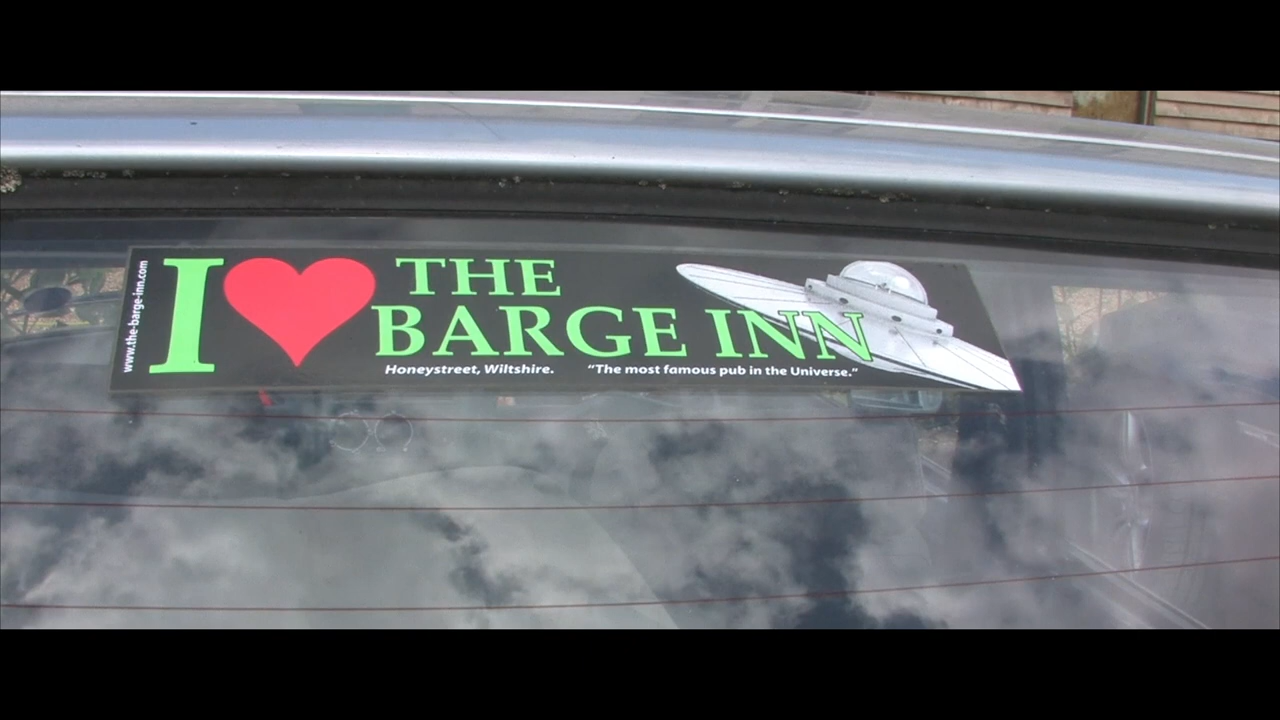 www.the-barge-inn.com
I ❤ THE
BARGE INN
Honeystreet, Wiltshire. "The most famous pub in the Universe."